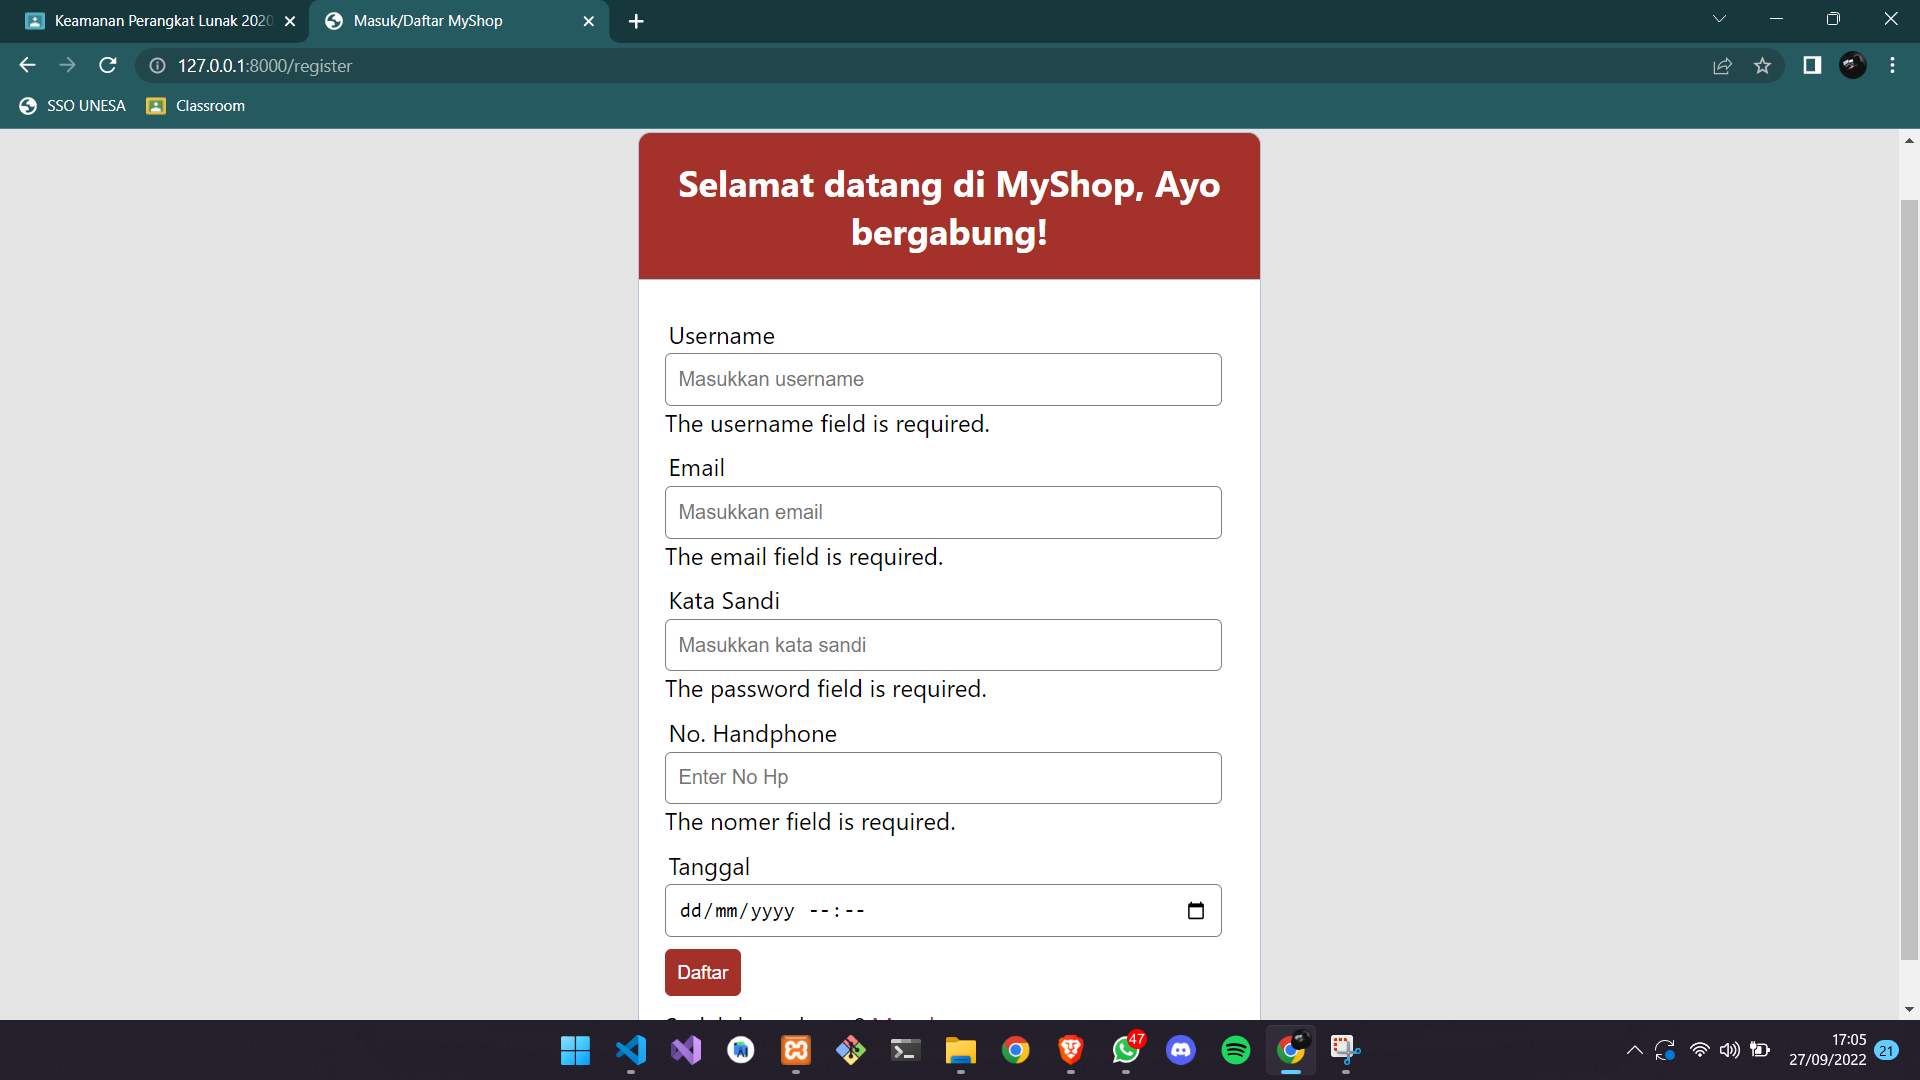 Keamanan Perangkat Lunak 2020
Masuk/Daftar MyShop
127.0.0.1:8000/register
SSO UNESA
Classroom
Selamat datang di MyShop, Ayo
bergabung!
Username
Masukkan username
The username field is required.
Email
Masukkan email
The email field is required.
Kata Sandi
Masukkan kata sandi
The password field is required.
No. Handphone
Enter No Hp
The nomer field is required.
Tanggal
dd/mm/yyyy --:--
Daftar
47
17:05
27/09/2022
21